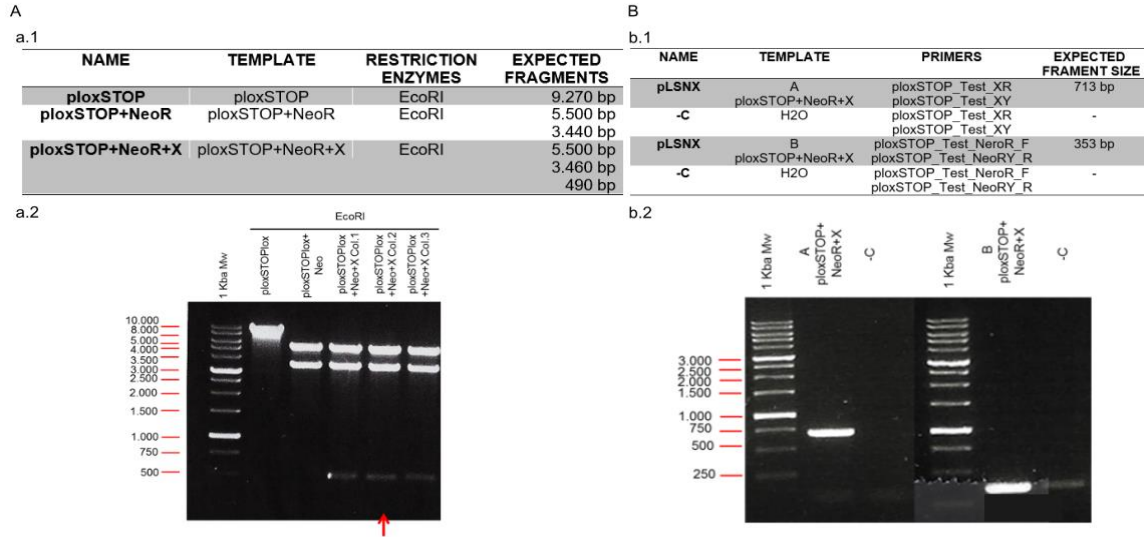 A
a.1
NAME TEMPLATE RESTRICTION ENZYMES EXPECTED FRAGMENTS
ploxSTOP ploxSTOP EcoRI 9.270 bp
ploxSTOP+NeoR ploxSTOP+NeoR EcoRI 5.500 bp
3.440 bp
ploxSTOP+NeoR+X ploxSTOP+NeoR+X EcoRI 5.500 bp
3.460 bp
490 bp
a.2
EcoRI
1 Kba Mw
ploxSTOPlox
ploxSTOPlox+
Neo
ploxSTOPlox
+Neo+X Col.1
ploxSTOPlox
+Neo+X Col.2
ploxSTOPlox
+Neo+X Col.3
10.000
8.000
5.000
4.000
3.500
3.000
2.500
2.000
1.500
1.000
750
500
B
b.1
NAME TEMPLATE PRIMERS EXPECTED
FRAMENT SIZE
pLSNX A ploxSTOP_Test_XR 713 bp
ploxSTOP+NeoR+X ploxSTOP_Test_XY
-C H2O ploxSTOP_Test_XR -
ploxSTOP_Test_XY
pLSNX B ploxSTOP_Test_NeroR_F 353 bp
ploxSTOP+NeoR+X ploxSTOP_Test_NeoRY_R
-C H2O ploxSTOP_Test_NeroR_F -
ploxSTOP_Test_NeoRY_R
b.2
1 Kba Mw
A
ploxSTOP+
NeoR+X
-C
1 Kba Mw
B
ploxSTOP+
NeoR+X
-C
3.000
2.500
2.000
1.500
1.000
750
500
250